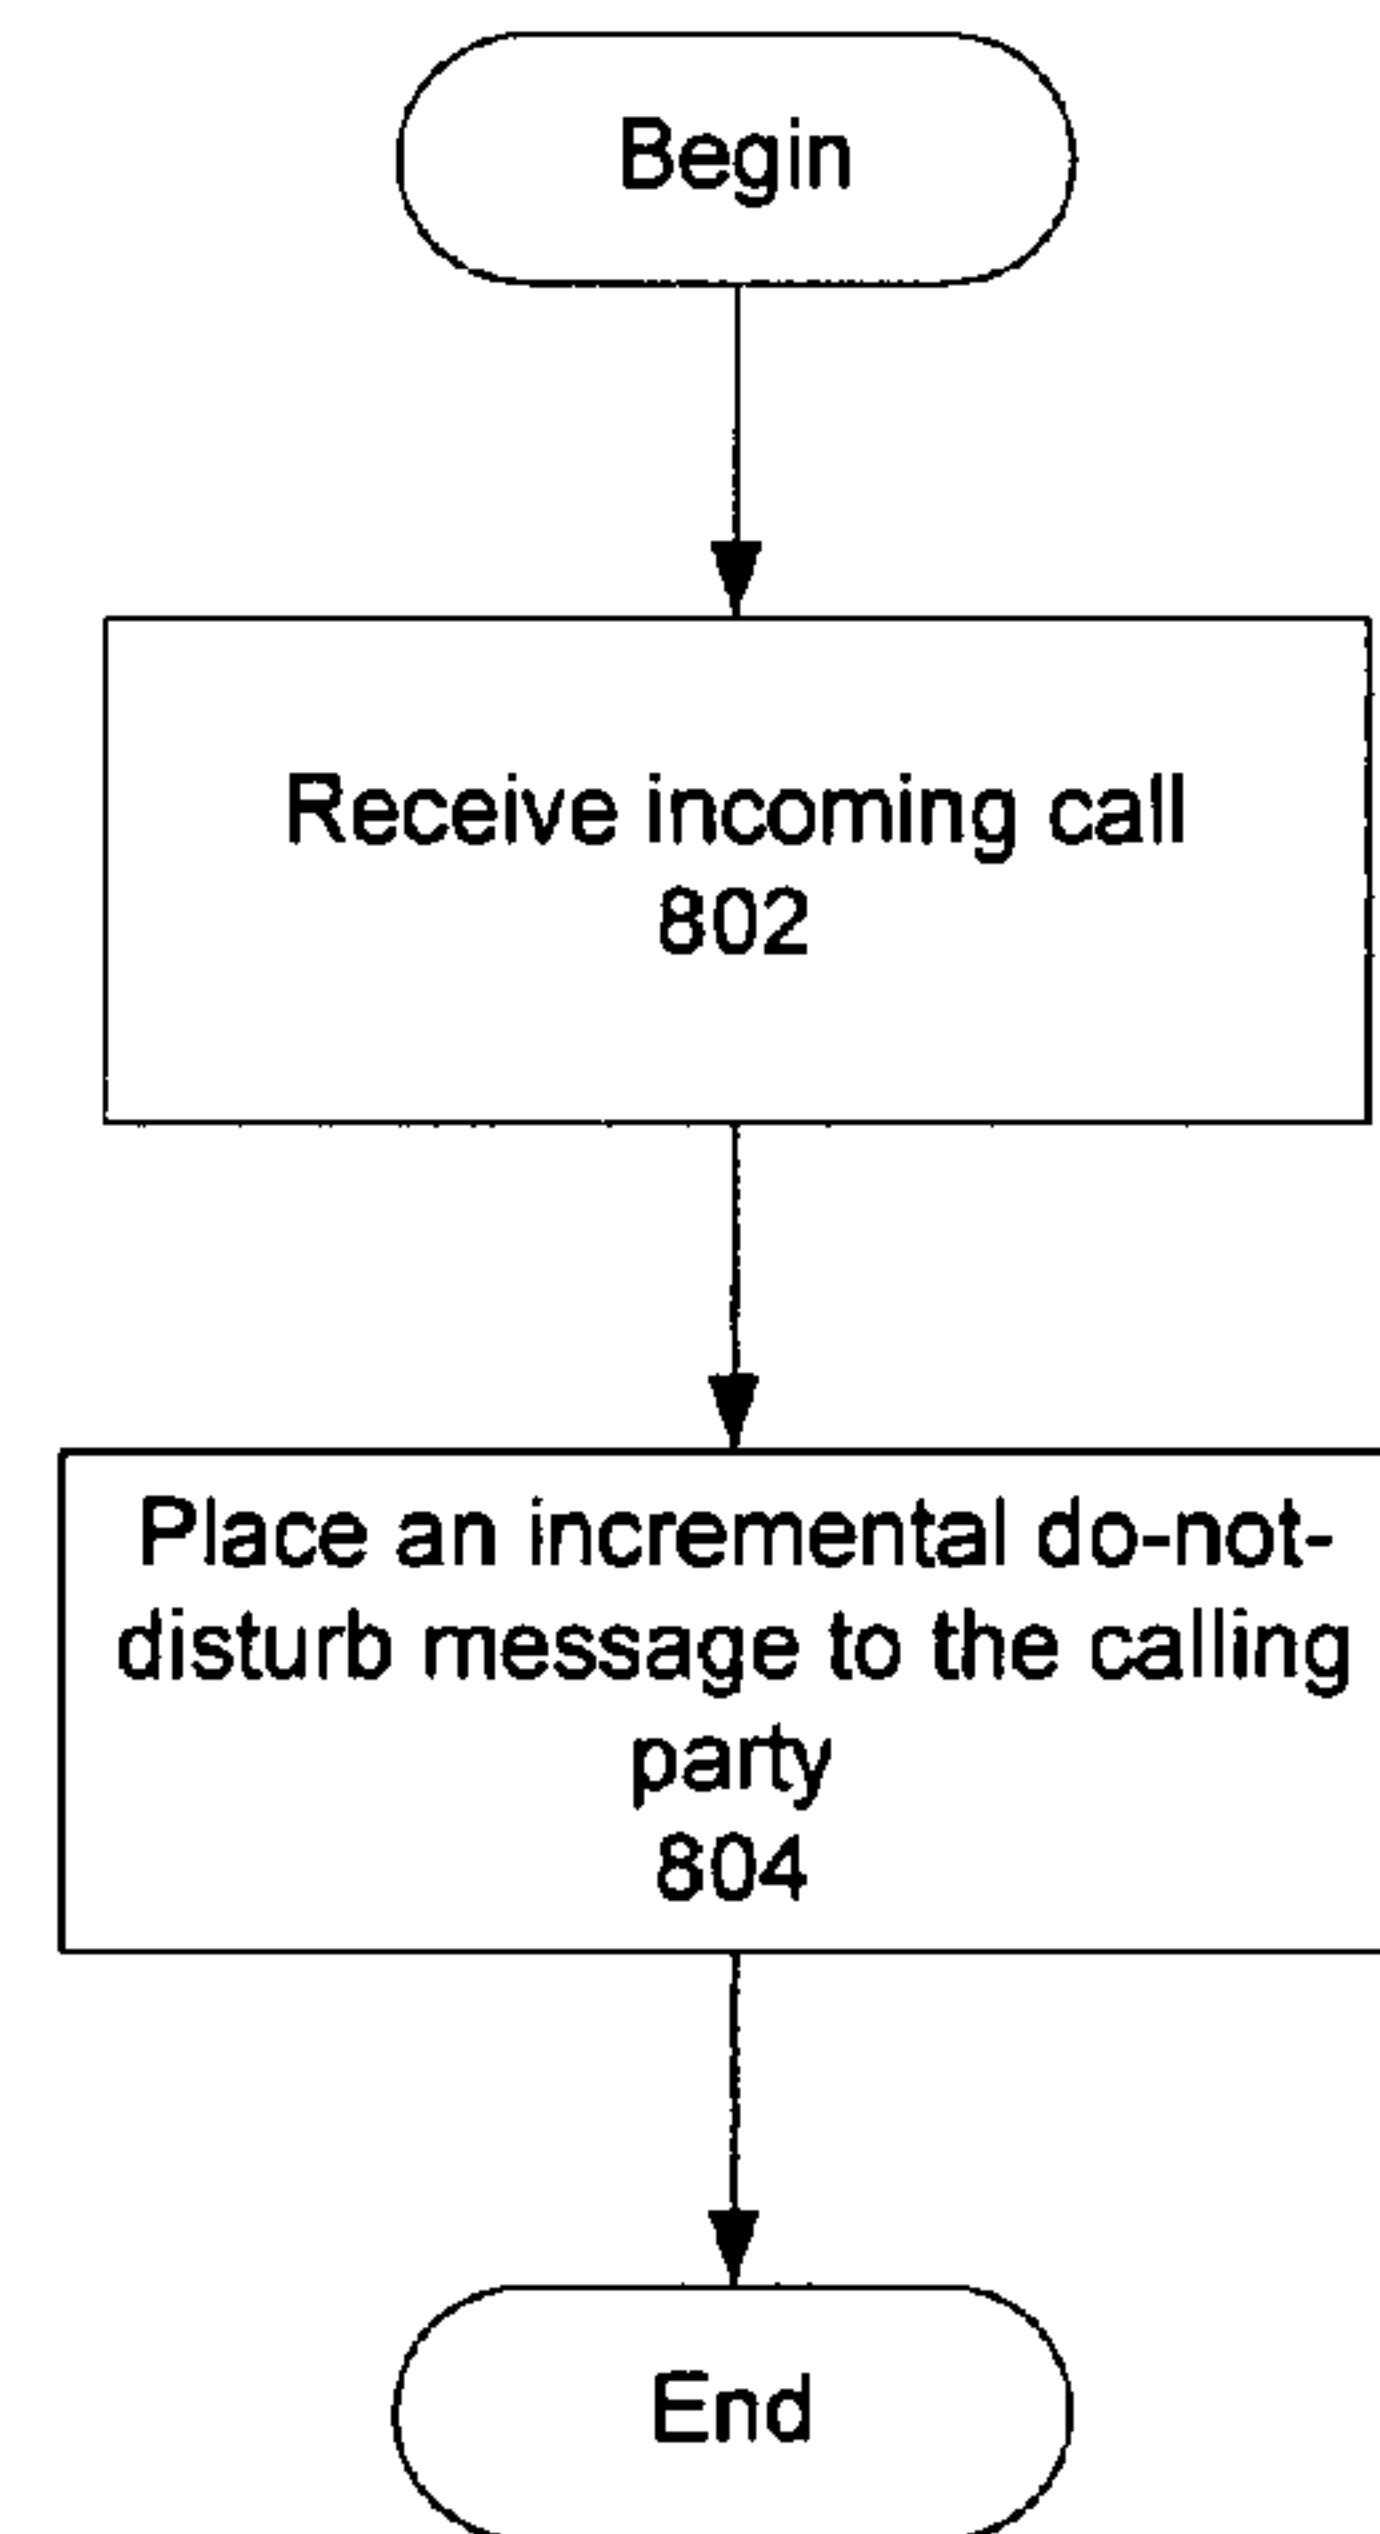 Begin
Receive incoming call
802
Place an incremental do-not-
disturb message to the calling
party
804
End